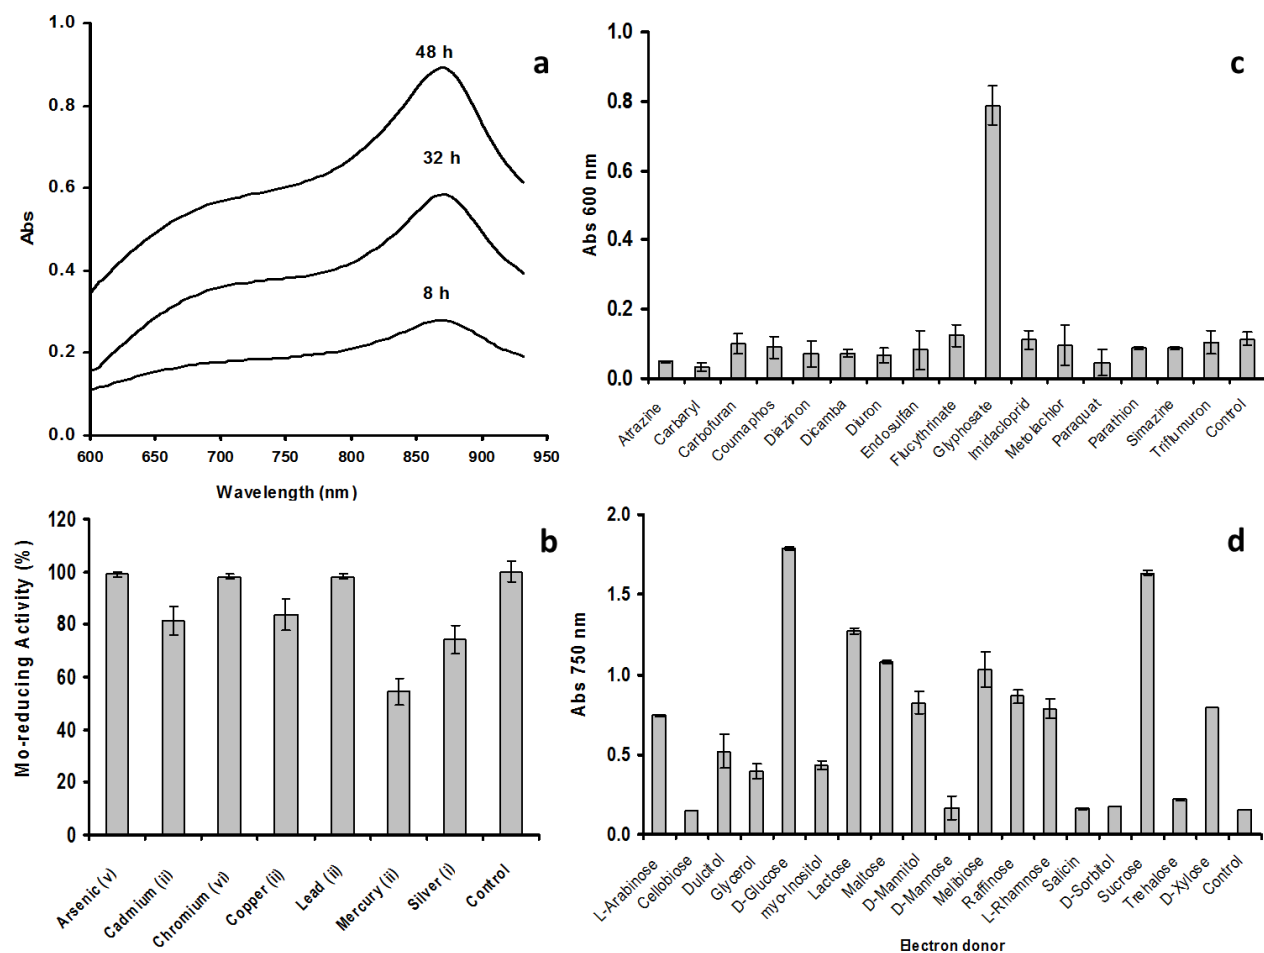 a
1.0
0.8
0.6
0.4
0.2
0.0
Abs
48 h
32 h
8 h
600
650
700
750
800
850
900
950
Wavelength (nm)
c
1.0
0.8
0.6
0.4
0.2
0.0
Abs 600 nm
Atrazine
Carbaryl
Carbofuran
Coumaphos
Diazinon
Dicamba
Diuron
Endosulfan
Flucythrinate
Glyphosate
Imidacloprid
Metolachlor
Paraquat
Parathion
Simazine
Triflumuron
Control
b
120
100
80
60
40
20
0
Mo-reducing Activity (%)
Arsenic (v)
Cadmium (ii)
Chromium (vi)
Copper (ii)
Lead (ii)
Mercury (ii)
Silver (i)
Control
d
2.0
1.5
1.0
0.5
0.0
Abs 750 nm
L-Arabinose
Cellobiose
Dulcitol
Glycerol
D-Glucose
myo-Inositol
Lactose
Maltose
D-Mannitol
D-Mannose
Melibiose
Raffinose
L-Rhamnose
Salicin
D-Sorbitol
Sucrose
Trehalose
D-Xylose
Control
Electron donor